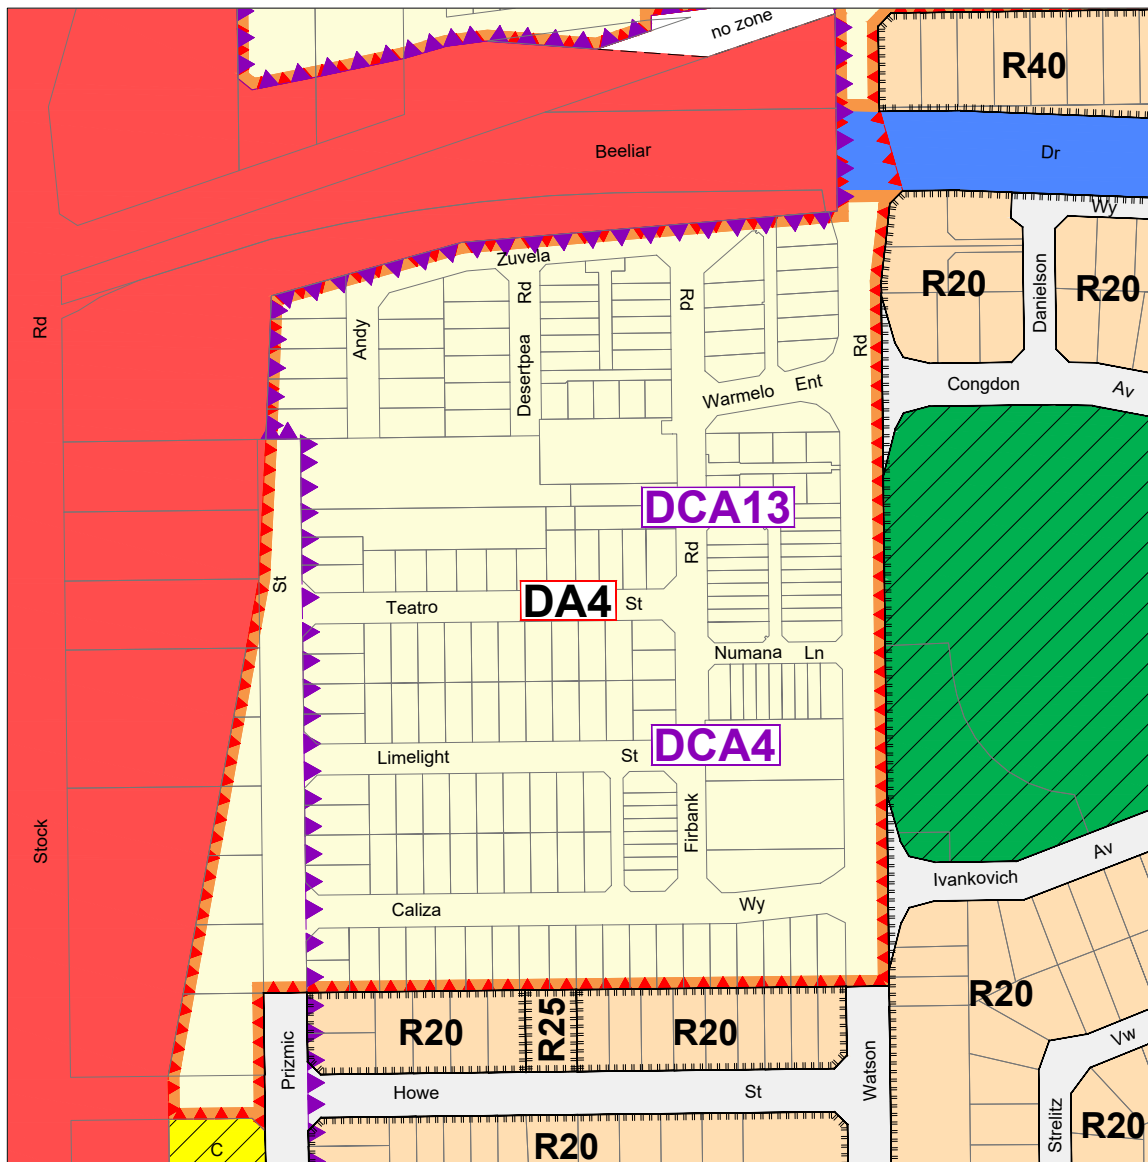 no zone
R40
Beeliar
Dr
Wy
Zuvela
R20
R20
Danielson
Rd
Rd
Rd
Andy
Desertpea
Rd
Congdon
Av
Warmelo Ent
DCA13
Rd
St
DA4
Teatro
St
Numana Ln
DCA4
Limelight
St
Firbank
Stock
Av
Ivankovich
Caliza
Wy
R20
R20
R25
R20
Prizmic
Watson
Vw
Howe
St
Strelitz
R20
R20
C